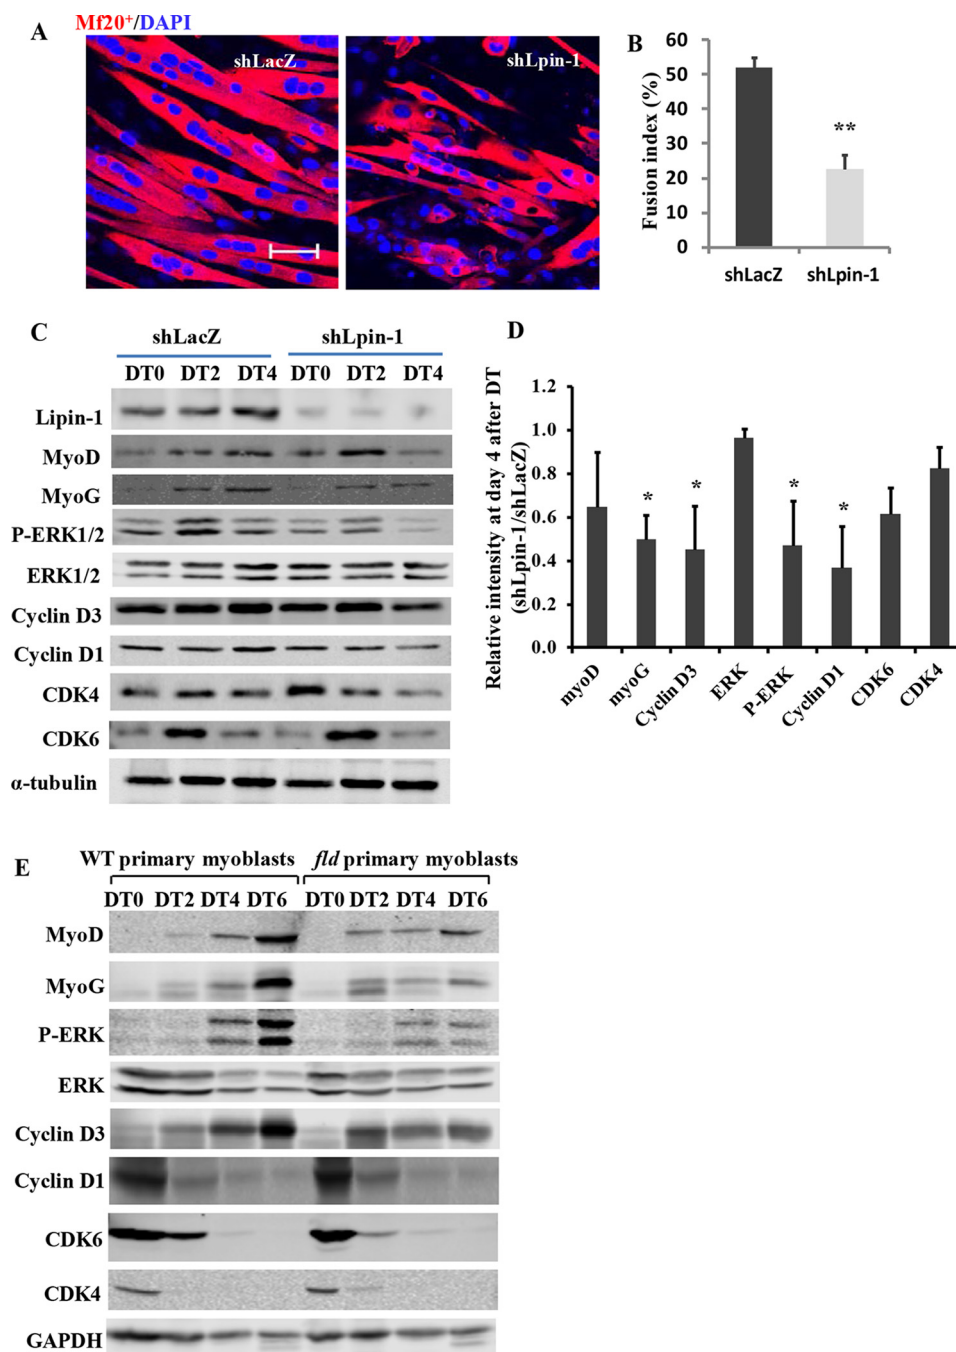 A
Mf20⁺/DAPI
shLacZ
shLpin-1
B
Fusion index (%)
60
50
40
30
20
10
0
**
shLacZ
shLpin-1
C
shLacZ
shLpin-1
DT0 DT2 DT4 DT0 DT2 DT4
Lipin-1
MyoD
MyoG
P-ERK1/2
ERK1/2
Cyclin D3
Cyclin D1
CDK4
CDK6
α-tubulin
D
Relative intensity at day 4 after DT
(shLpin-1/shLacZ)
1.2
1.0
0.8
0.6
0.4
0.2
0.0
* * * *
myoD
myoG
Cyclin D3
ERK
P-ERK
Cyclin D1
CDK6
CDK4
E
WT primary myoblasts
fld primary myoblasts
DT0 DT2 DT4 DT6 DT0 DT2 DT4 DT6
MyoD
MyoG
P-ERK
ERK
Cyclin D3
Cyclin D1
CDK6
CDK4
GAPDH